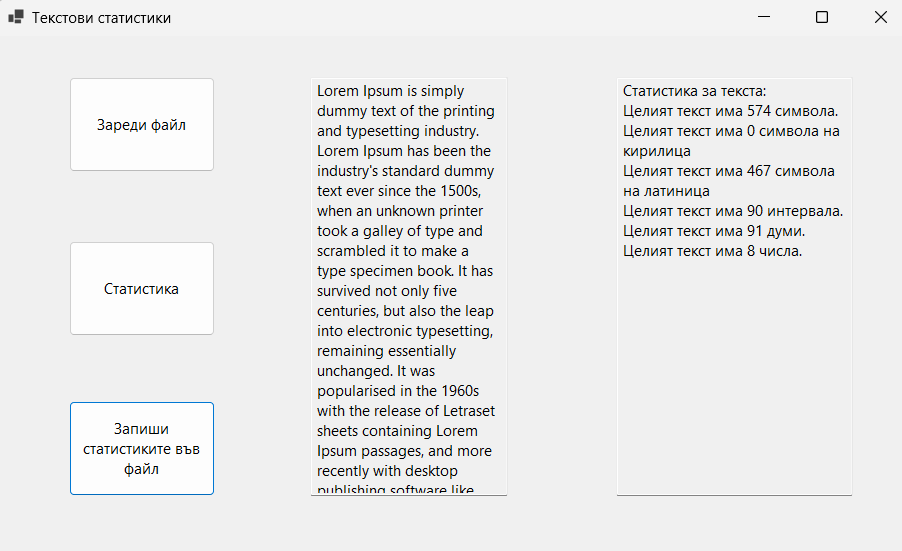 Текстови статистики
Зареди файл
Статистика
Запиши
статистиките във
файл
Lorem Ipsum is simply
dummy text of the printing
and typesetting industry.
Lorem Ipsum has been the
industry's standard dummy
text ever since the 1500s,
when an unknown printer
took a galley of type and
scrambled it to make a
type specimen book. It has
survived not only five
centuries, but also the leap
into electronic typesetting,
remaining essentially
unchanged. It was
popularised in the 1960s
with the release of Letraset
sheets containing Lorem
Ipsum passages, and more
recently with desktop
publishing software like
Статистика за текста:
Целият текст има 574 символа.
Целият текст има 0 символа на
кирилица
Целият текст има 467 символа
на латиница
Целият текст има 90 интервала.
Целият текст има 91 думи.
Целият текст има 8 числа.